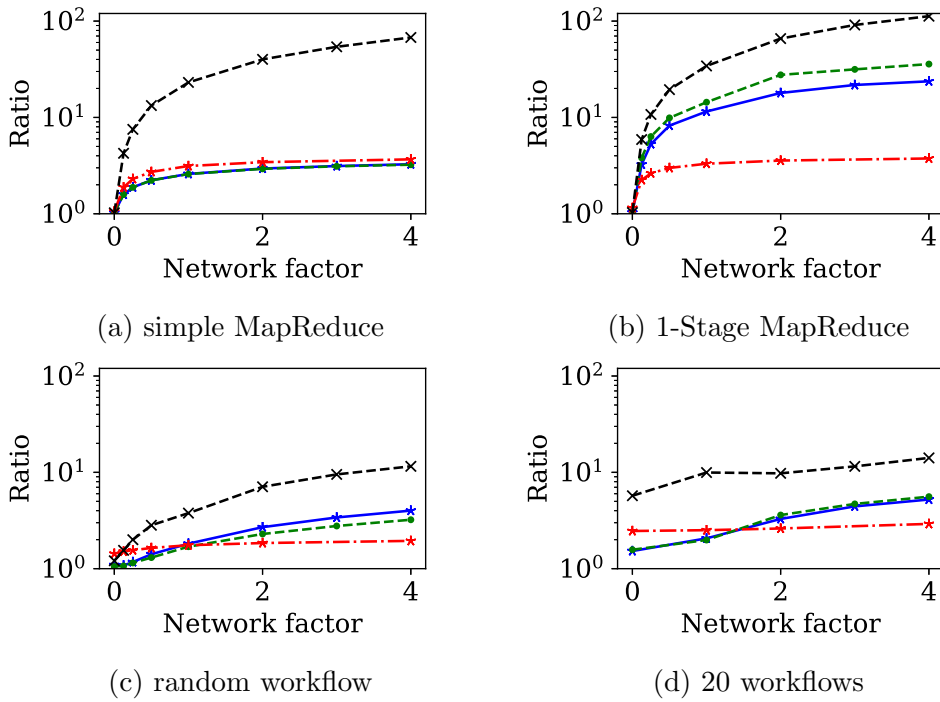 10^2 10^2
Ratio 10^1 Ratio 10^1
10^0 10^0
0 2 4 0 2 4
Network factor Network factor
(a) simple MapReduce (b) 1-Stage MapReduce
10^2 10^2
Ratio 10^1 Ratio 10^1
10^0 10^0
0 2 4 0 2 4
Network factor Network factor
(c) random workflow (d) 20 workflows